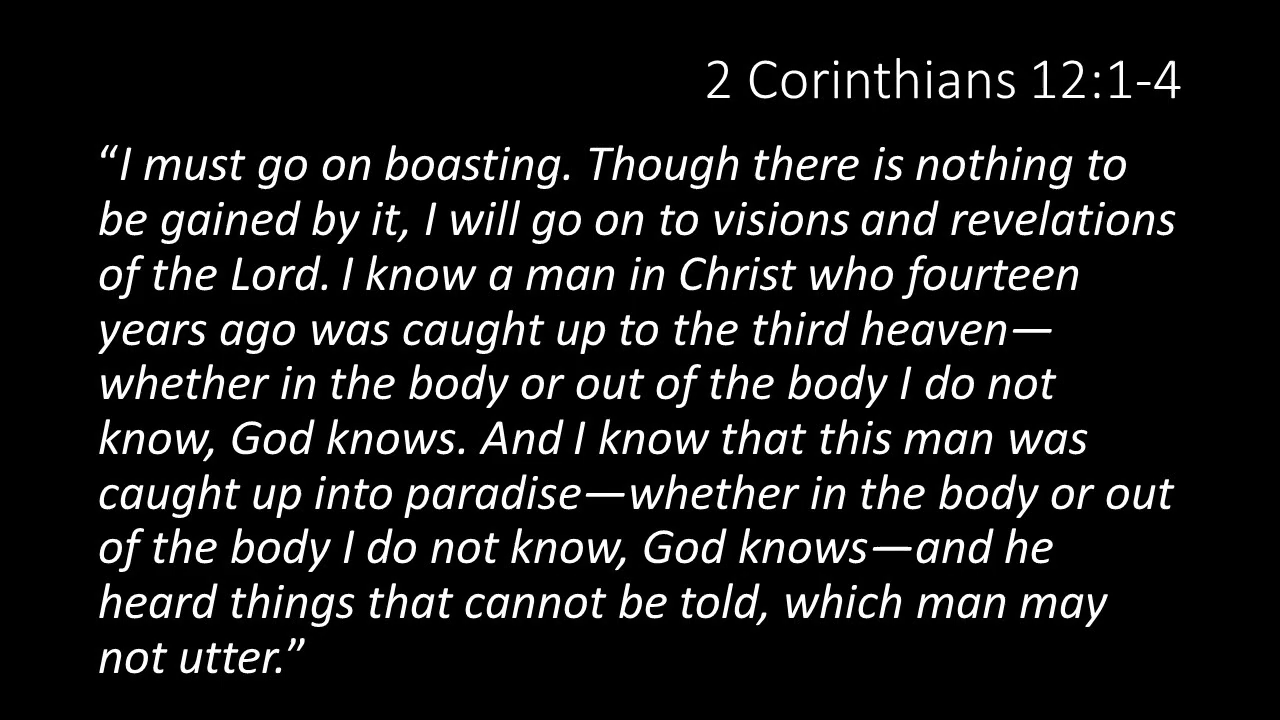 2 Corinthians 12:1-4
“I must go on boasting. Though there is nothing to
be gained by it, I will go on to visions and revelations
of the Lord. I know a man in Christ who fourteen
years ago was caught up to the third heaven—
whether in the body or out of the body I do not
know, God knows. And I know that this man was
caught up into paradise—whether in the body or out
of the body I do not know, God knows—and he
heard things that cannot be told, which man may
not utter.”